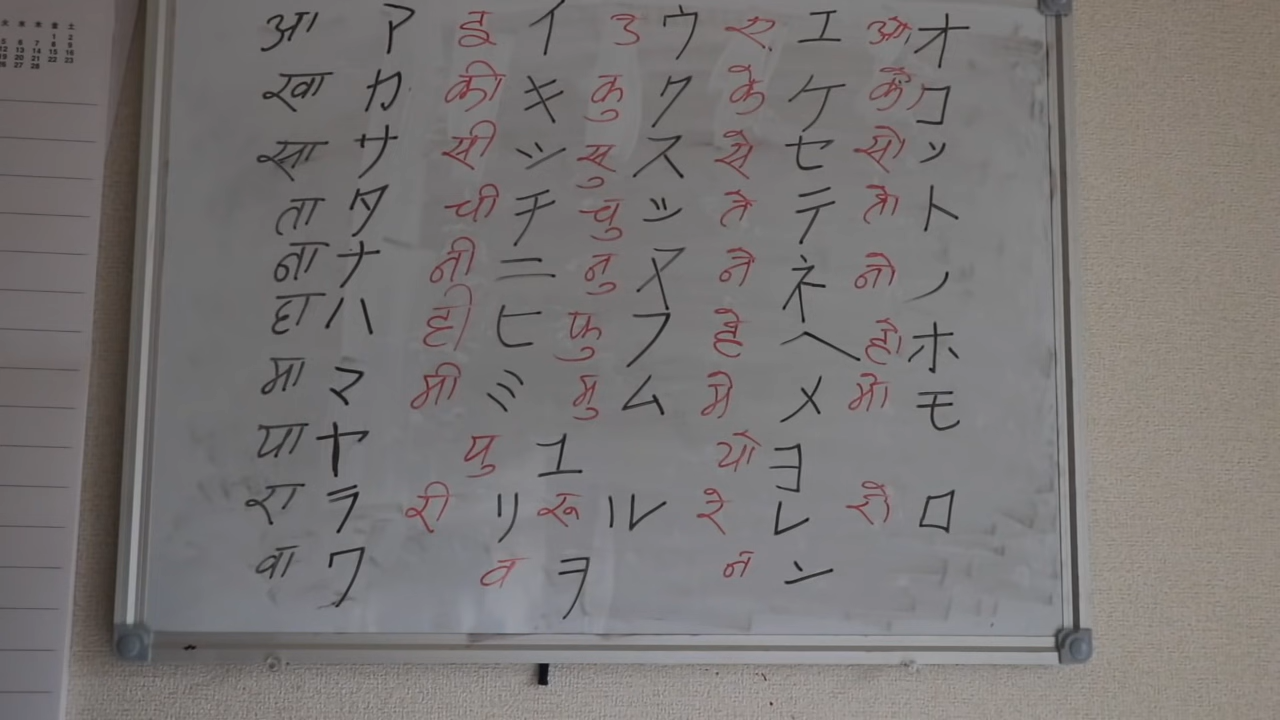 आ ア इ イ उ ウ ए エ ओ オ
खा カ की キ कु ク के ケ को コ
सा サ सी シ सु ス से セ सो ソ
ता タ ची チ चु ツ ते テ तो ト
ना ナ नी ニ नु ヌ ने ネ नो ノ
हा ハ ही ヒ फु フ हे ヘ हो ホ
मा マ मी ミ मु ム मे メ मो モ
या ヤ यु ユ यो ヨ
रा ラ री リ रू ル रे レ रो ロ
वा ワ व ヲ न ン